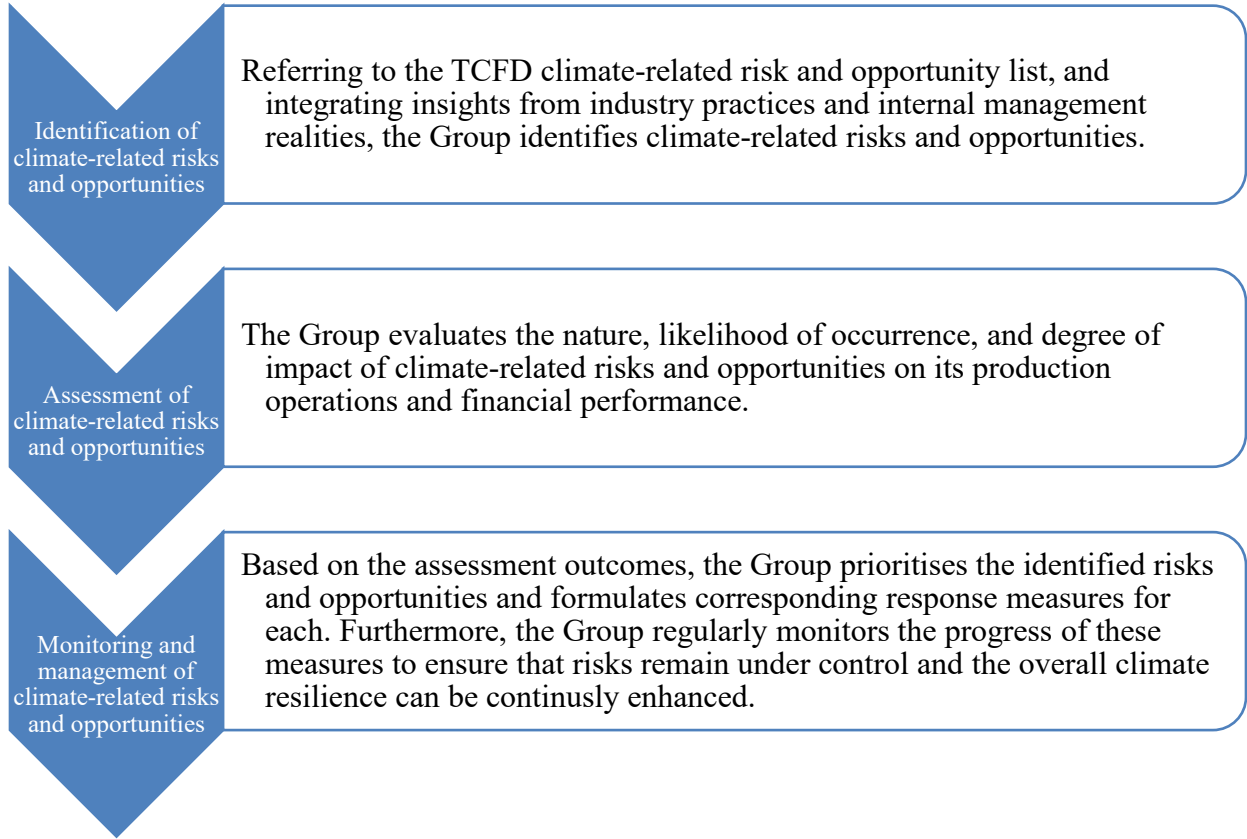 Identification of
climate-related risks
and opportunities
Referring to the TCFD climate-related risk and opportunity list, and
integrating insights from industry practices and internal management
realities, the Group identifies climate-related risks and opportunities.
Assessment of
climate-related risks
and opportunities
The Group evaluates the nature, likelihood of occurrence, and degree of
impact of climate-related risks and opportunities on its production
operations and financial performance.
Monitoring and
management of
climate-related risks
and opportunities
Based on the assessment outcomes, the Group prioritises the identified risks
and opportunities and formulates corresponding response measures for
each. Furthermore, the Group regularly monitors the progress of these
measures to ensure that risks remain under control and the overall climate
resilience can be continusly enhanced.